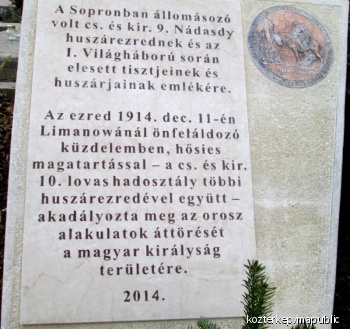 A Sopronban állomásozó
volt cs. és kir. 9. Nádasdy
huszárezrednek és az
I. Világháború során
elesett tisztjeinek és
huszárjainak emlékére.
Az ezred 1914. dec. 11-én
Limanowánál önfeláldozó
küzdelemben, hősies
magatartással – a cs. és kir.
10. lovas hadosztály többi
huszárezredével együtt –
akadályozta meg az orosz
alakulatok áttörését
a magyar királyság
területére.
2014.
kozterkep.mapublic